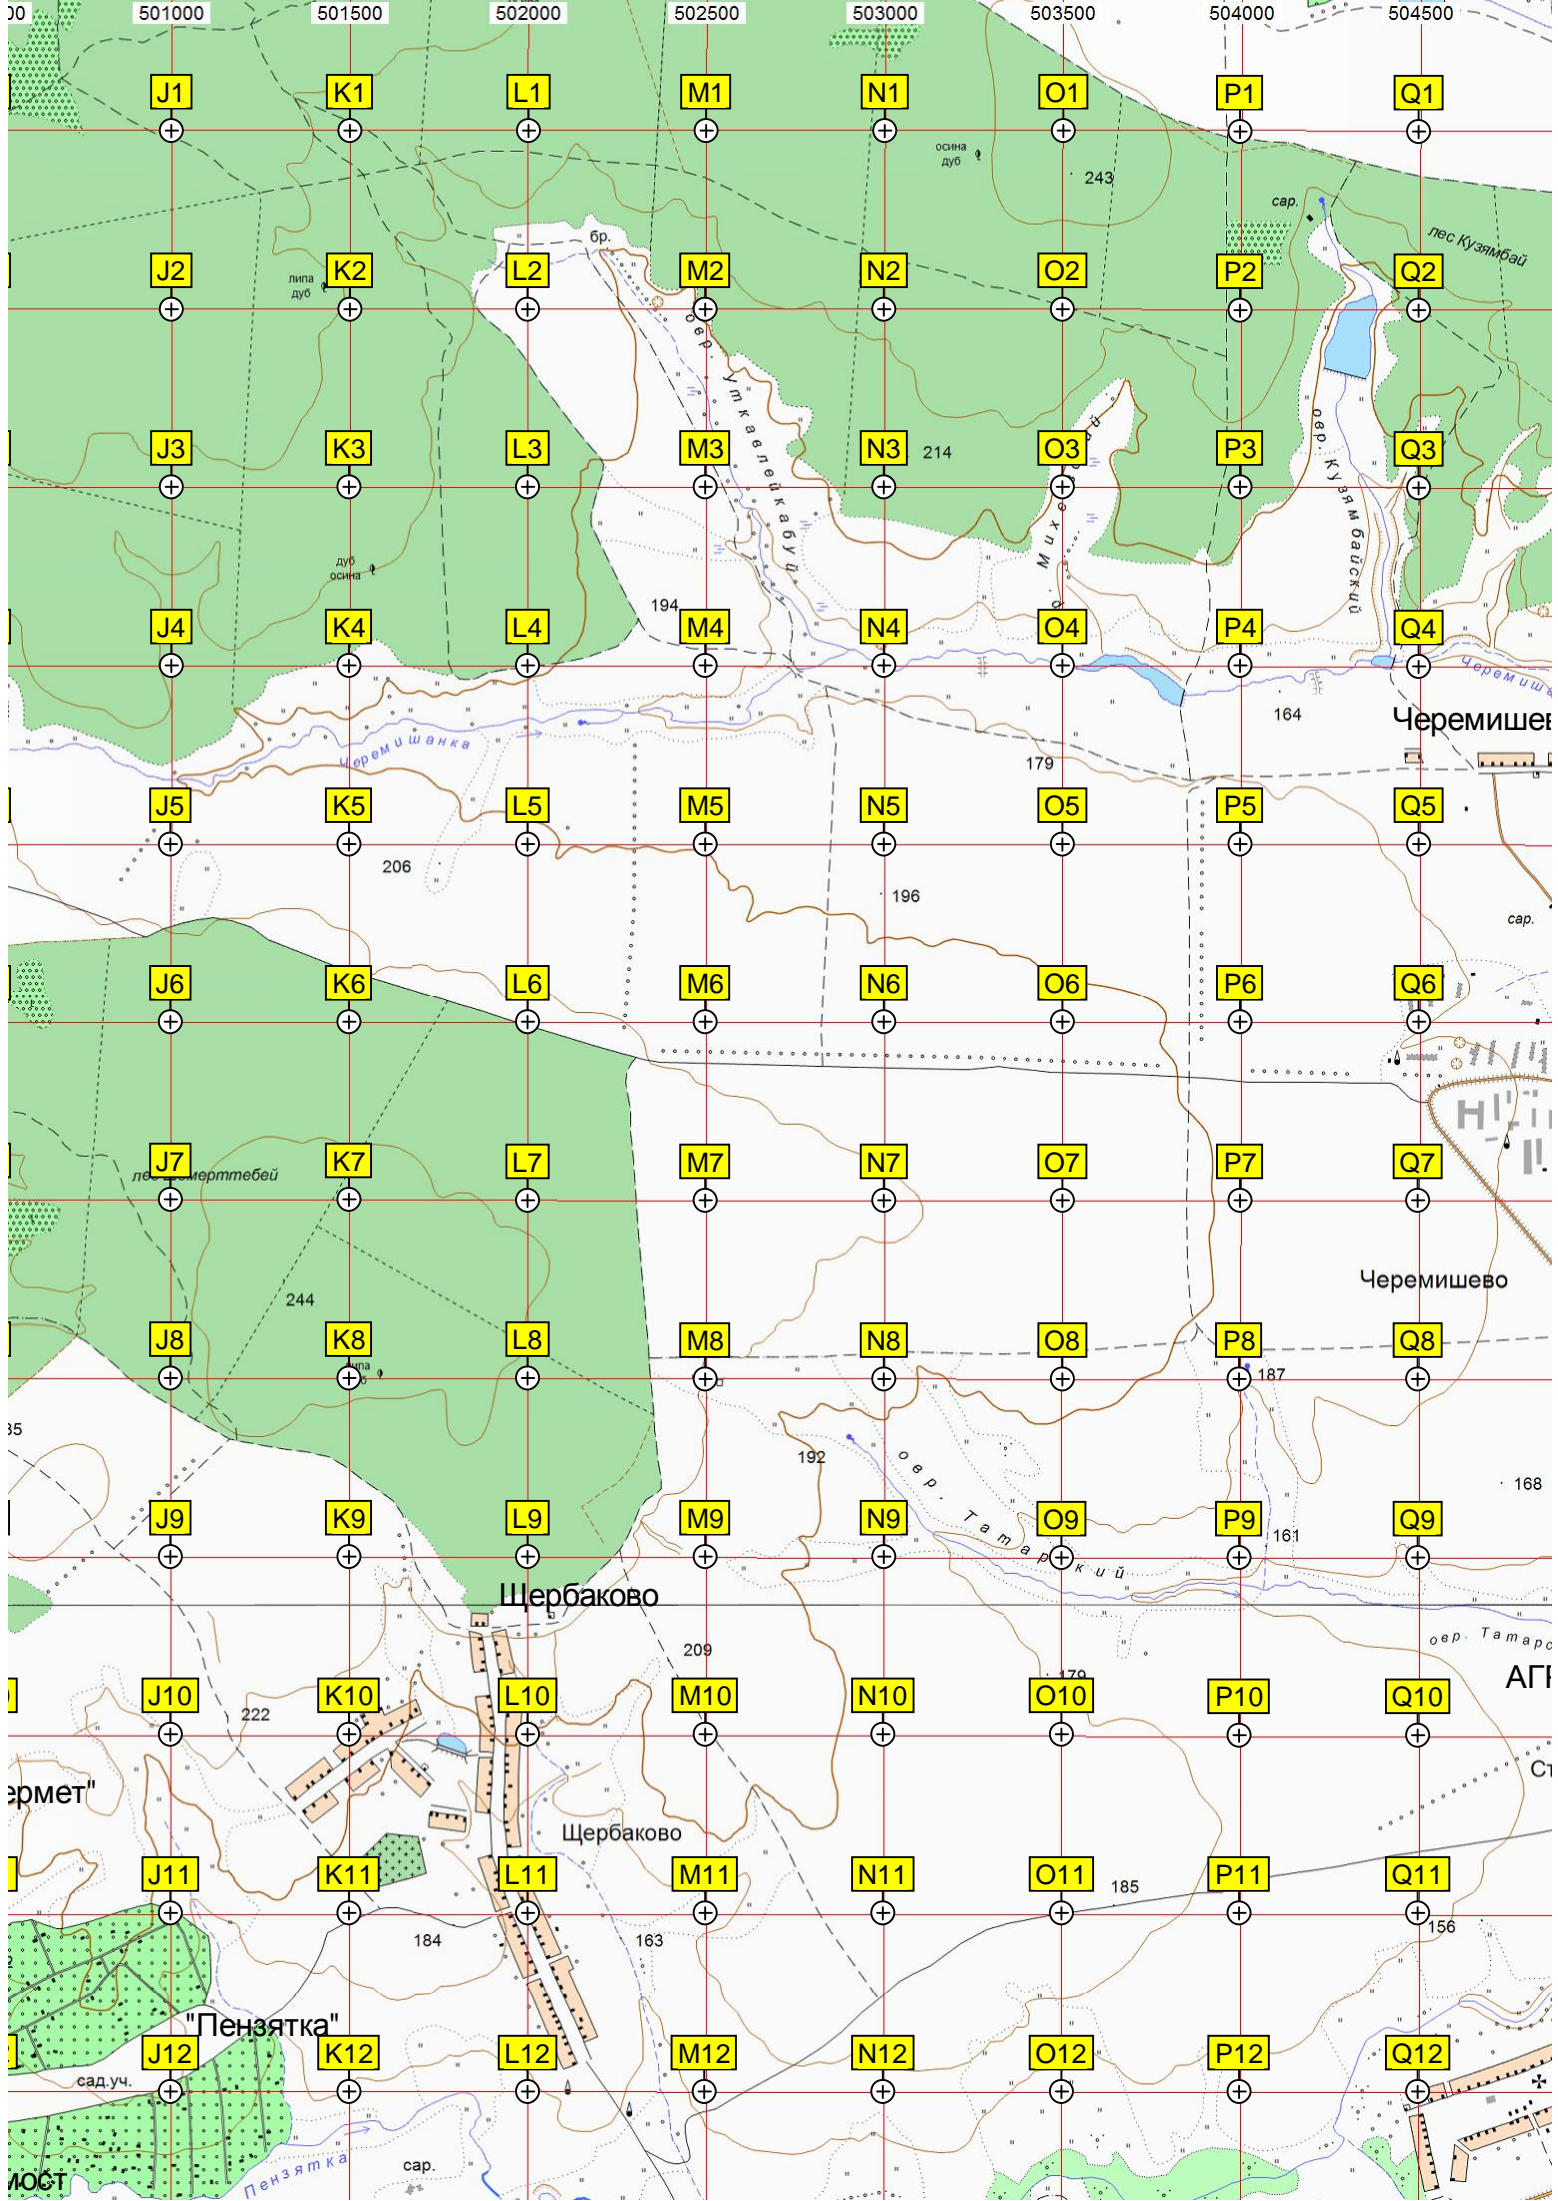 00 501000 501500 502000 502500 503000 503500 504000 504500
J1 K1 L1 M1 N1 O1 P1 Q1
осина
дуб
243
сар.
лес Кузямбай
бр.
J2 K2 L2 M2 N2 O2 P2 Q2
липа
дуб
овр. Уткавлейкабуй
овр. Кузямбайский
J3 K3 L3 M3 N3 214 O3 P3 Q3
дуб
осина
194
J4 K4 L4 M4 N4 O4 P4 Q4
164
Черемишанка
179
J5 K5 L5 M5 N5 O5 P5 Q5
206
196
сар.
J6 K6 L6 M6 N6 O6 P6 Q6
J7 K7 L7 M7 N7 O7 P7 Q7
Черемишево
244
J8 K8 L8 M8 N8 O8 P8 Q8
187
192
овр. Татарский
168
J9 K9 L9 M9 N9 O9 P9 Q9
161
Щербаково
209
овр.
179
J10 K10 L10 M10 N10 O10 P10 Q10
222
ермет"
Щербаково
J11 K11 L11 M11 N11 O11 P11 Q11
185
156
184
163
"Пензятка"
J12 K12 L12 M12 N12 O12 P12 Q12
сад.уч.
Пензятка
сар.
мост